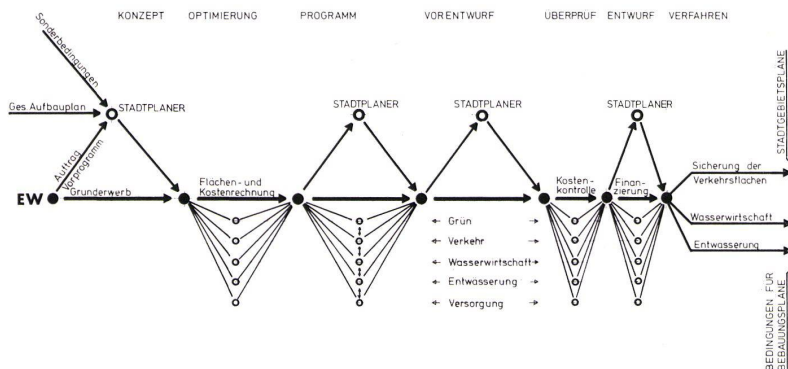 KONZEPT OPTIMIERUNG PROGRAMM VORENTWURF ÜBERPRÜF ENTWURF VERFAHREN
Sonderbedingungen
Ges. Aufbauplan
STADTPLANER
STADTPLANER
STADTPLANER
STADTPLANER
Auftrag
Vorprogramm
EW
Grunderwerb
Flächen- und
Kostenrechnung
Kosten-
kontrolle
Finan-
zierung
Grün
Verkehr
Wasserwirtschaft
Entwässerung
Versorgung
Sicherung der
Verkehrsflächen
Wasserwirtschaft
Entwässerung
STADTGEBIETSPLÄNE
BEDINGUNGEN FÜR
BEBAUUNGSPLÄNE